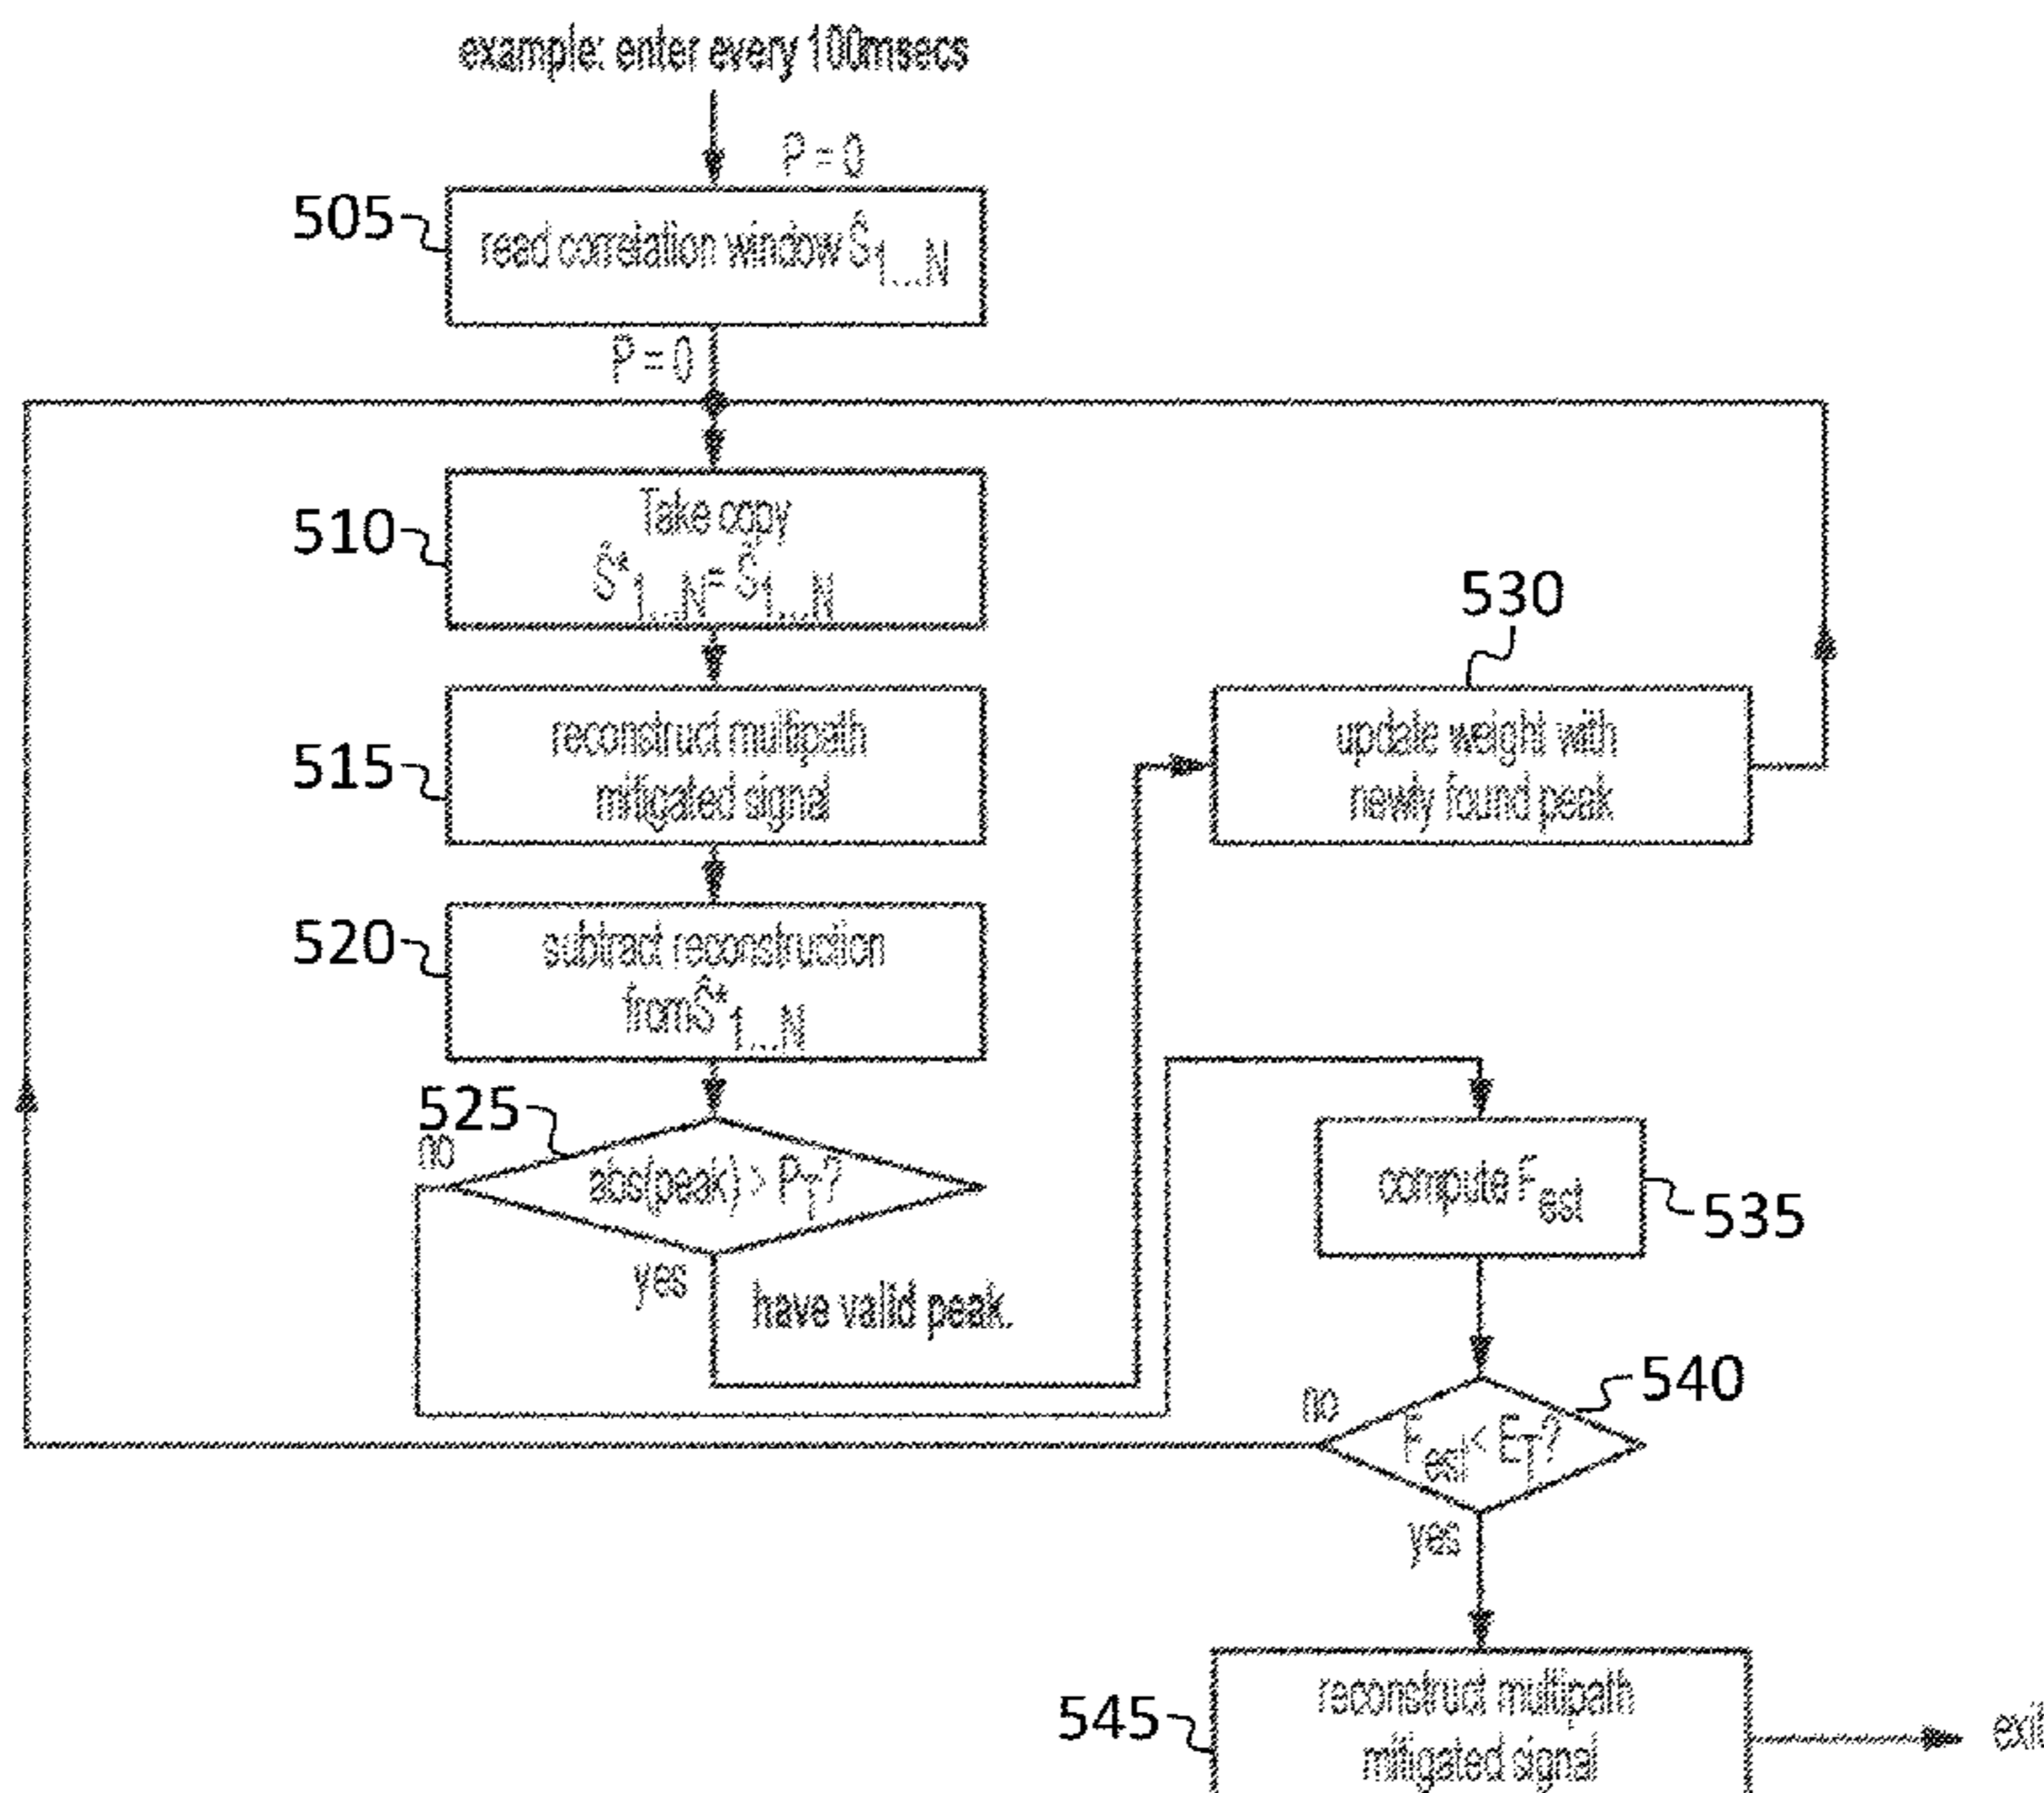 example: enter every 100msecs
P = 0
505
read correlation window Ŝ1...N
P = 0
510
Take copy
Ŝ*1...N = Ŝ1...N
530
515
reconstruct multipath
mitigated signal
update weight with
newly found peak
520
subtract reconstruction
from Ŝ*1...N
525
no
abs(peak) > PT?
compute Fest
535
yes
have valid peak.
540
no
Fest < ET?
yes
545
reconstruct multipath
mitigated signal
exit